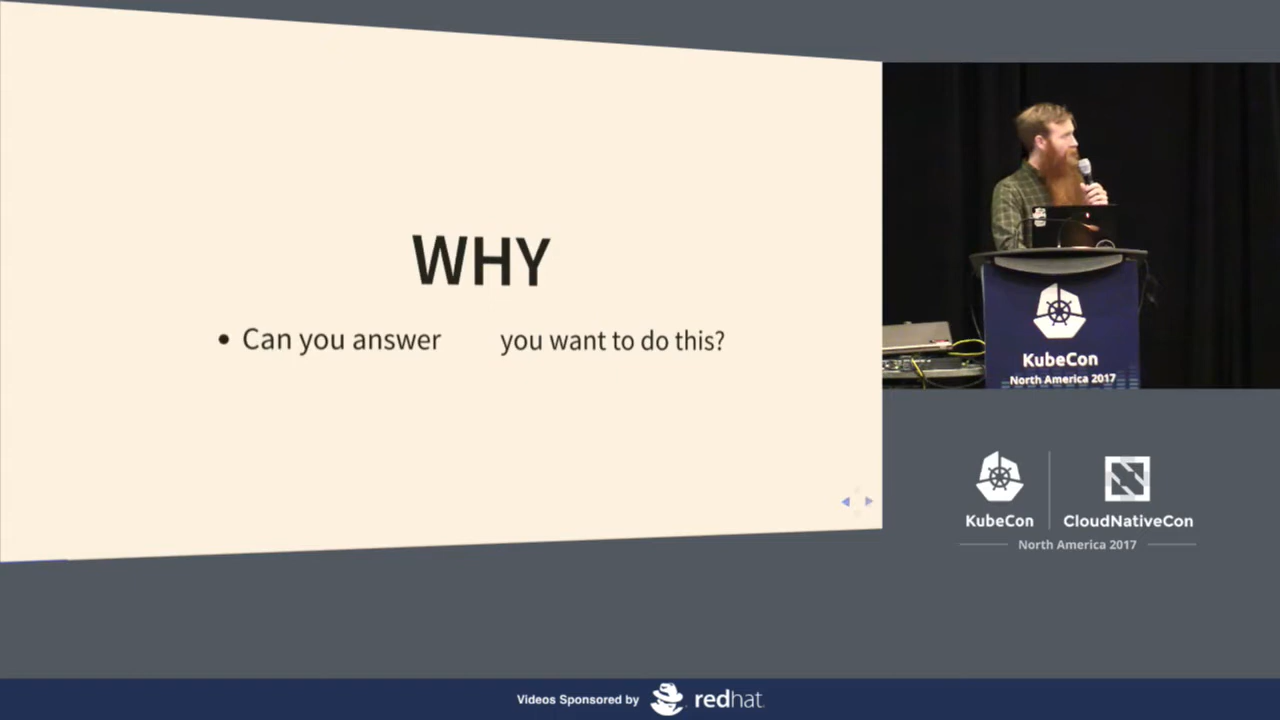 WHY
• Can you answer you want to do this?
KubeCon
North America 2017
KubeCon
CloudNativeCon
North America 2017
Videos Sponsored by redhat.